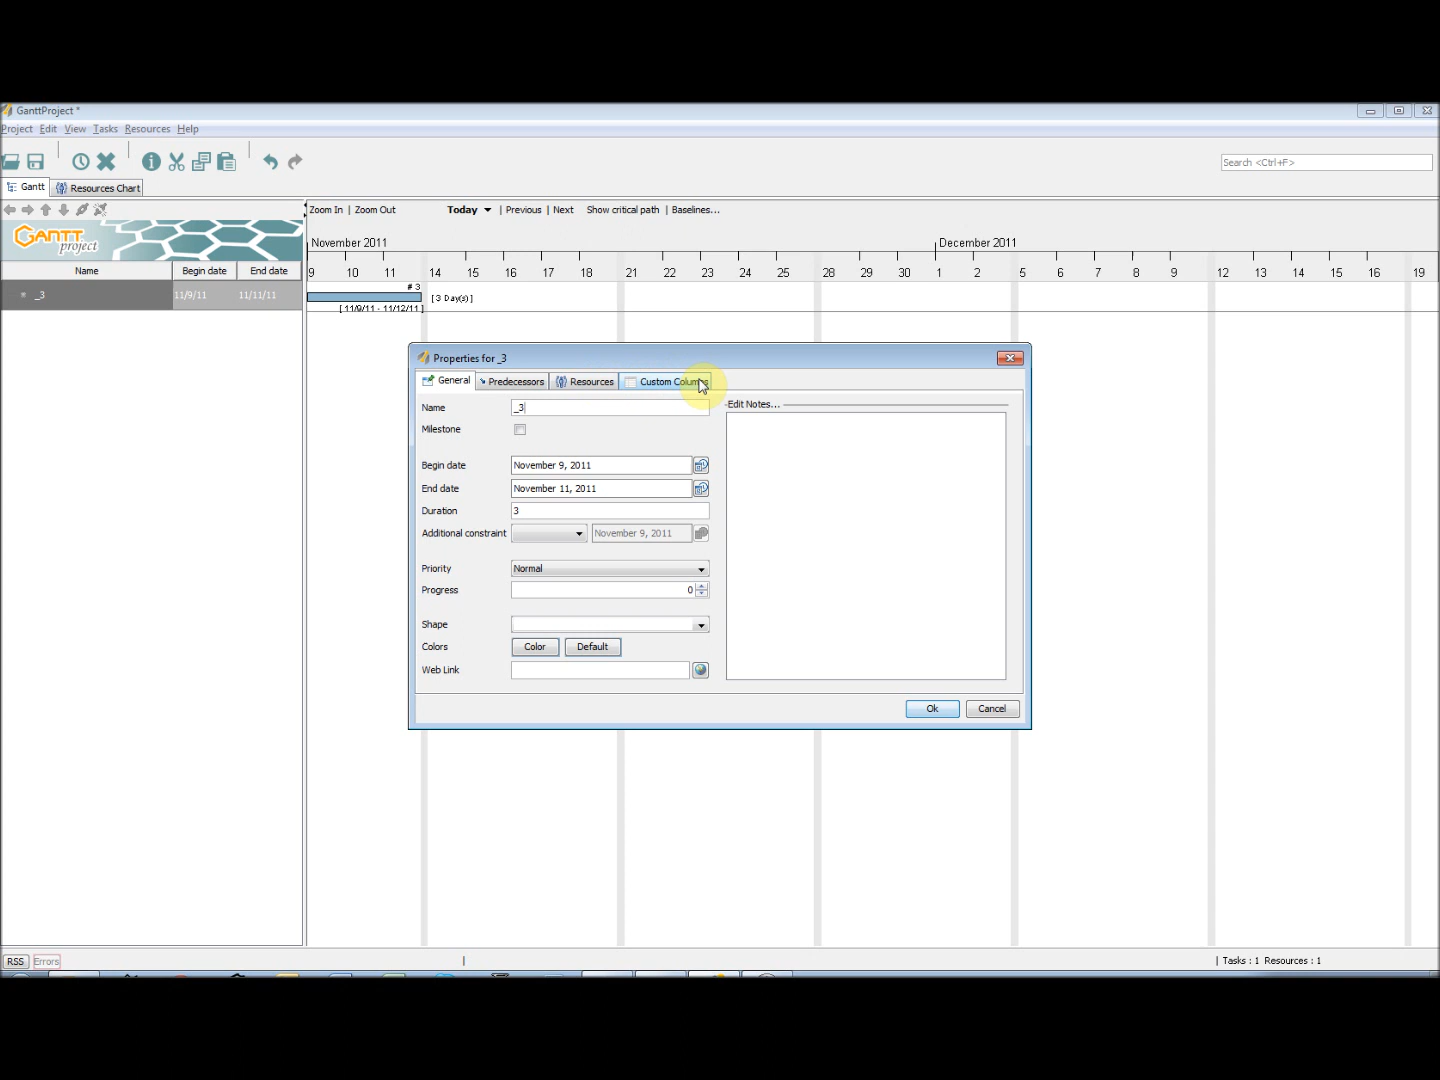 GanttProject *
Project Edit View Tasks Resources Help
Search <Ctrl+F>
Gantt Resources Chart
Zoom In | Zoom Out Today | Previous | Next Show critical path | Baselines...
GANTT project
November 2011 December 2011
Name Begin date End date
9 10 11 14 15 16 17 18 21 22 23 24 25 28 29 30 1 2 5 6 7 8 9 12 13 14 15 16 19
# 3
_3 11/9/11 11/11/11
[ 3 Day(s) ]
[ 11/9/11 - 11/12/11 ]
Properties for _3
General Predecessors Resources Custom Columns
Name _3
Edit Notes...
Milestone
Begin date November 9, 2011
End date November 11, 2011
Duration 3
Additional constraint November 9, 2011
Priority Normal
Progress 0
Shape
Colors Color Default
Web Link
Ok Cancel
RSS Errors
| Tasks : 1 Resources : 1